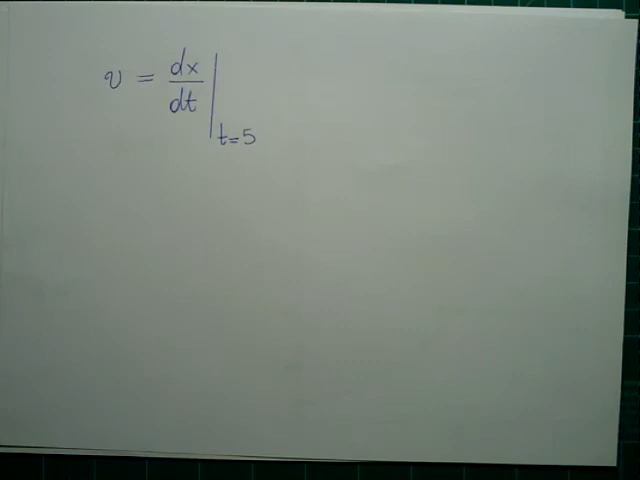 v = dx/dt |t=5